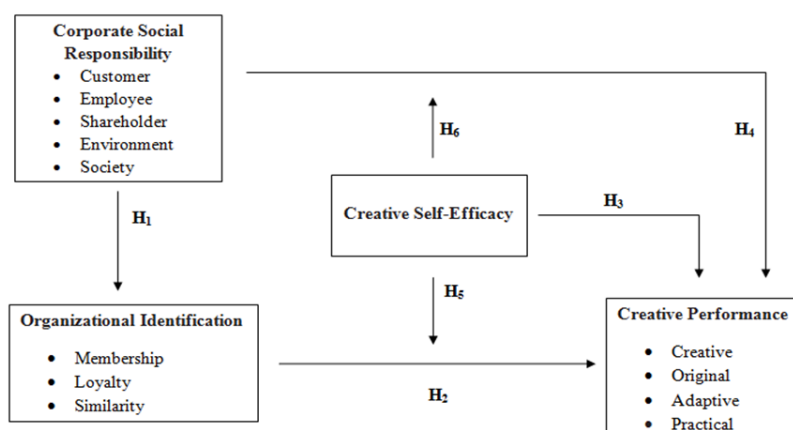 Corporate Social
Responsibility
• Customer
• Employee
• Shareholder
• Environment
• Society
H6
H4
Creative Self-Efficacy
H3
H1
H5
Organizational Identification
• Membership
• Loyalty
• Similarity
Creative Performance
• Creative
• Original
• Adaptive
• Practical
H2